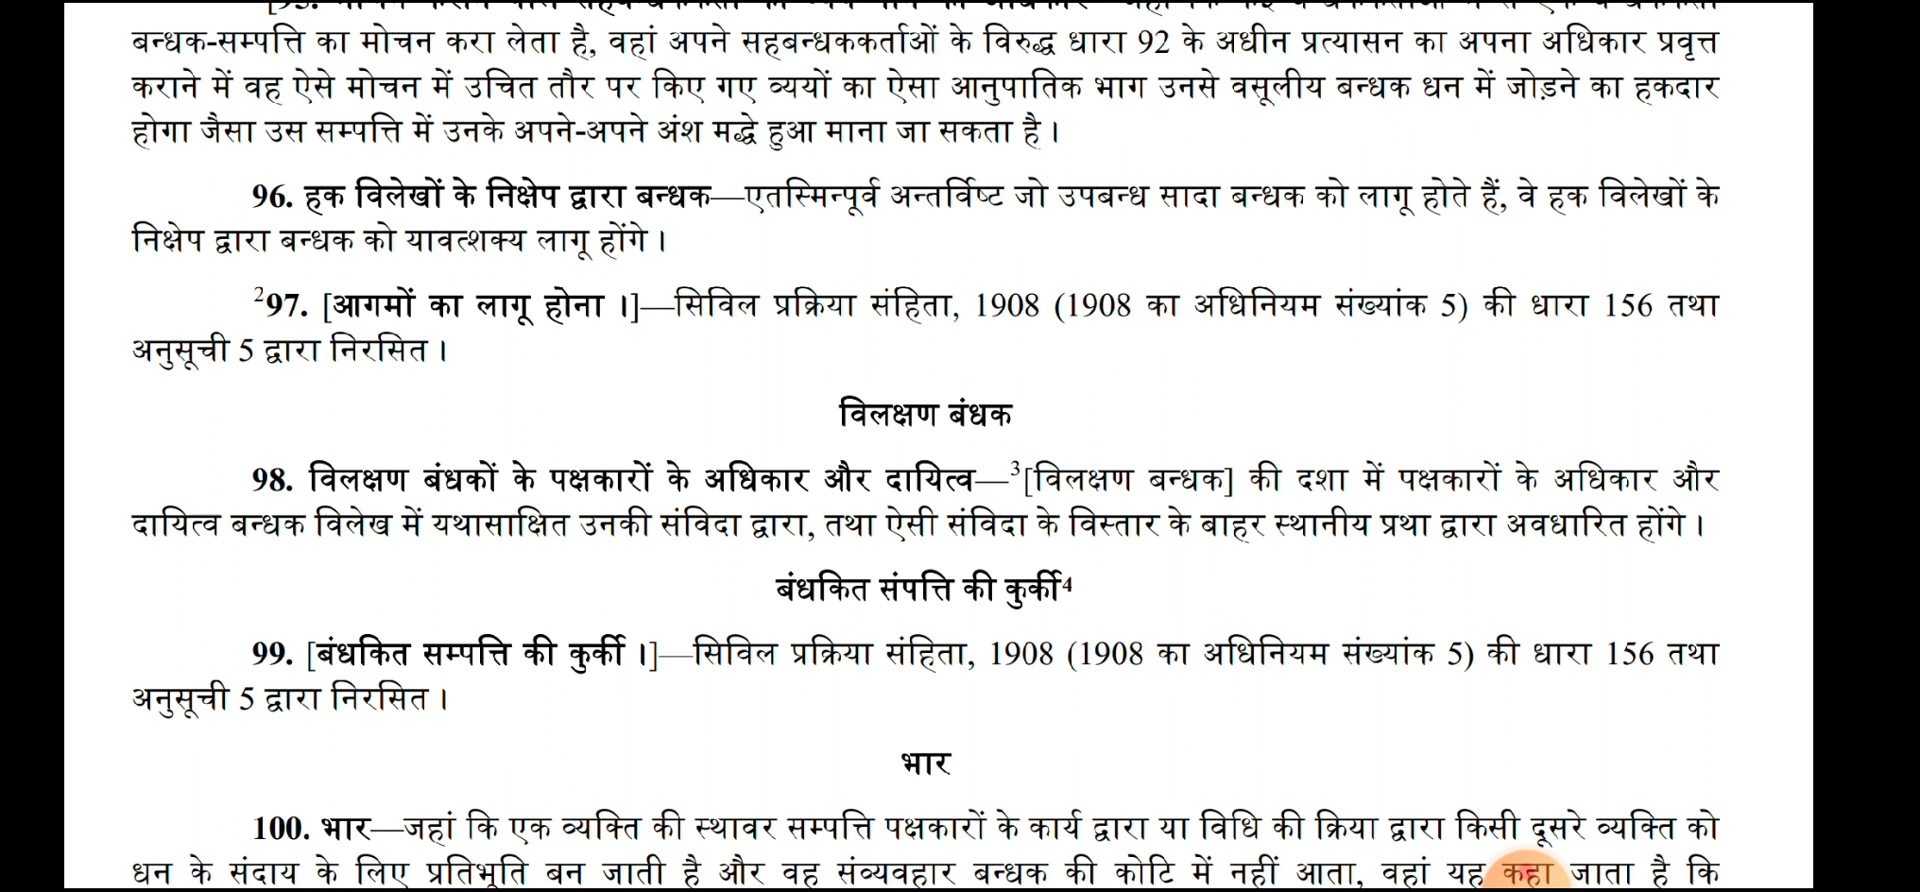 बन्धक-सम्पत्ति का मोचन करा लेता है, वहां अपने सहबन्धककर्ताओं के विरुद्ध धारा 92 के अधीन प्रत्यासन का अपना अधिकार प्रवृत्त
कराने में वह ऐसे मोचन में उचित तौर पर किए गए व्ययों का ऐसा आनुपातिक भाग उनसे वसूलीय बन्धक धन में जोड़ने का हकदार
होगा जैसा उस सम्पत्ति में उनके अपने-अपने अंश मद्धे हुआ माना जा सकता है ।
96. हक विलेखों के निक्षेप द्वारा बन्धक—एतस्मिन्पूर्व अन्तर्विष्ट जो उपबन्ध सादा बन्धक को लागू होते हैं, वे हक विलेखों के
निक्षेप द्वारा बन्धक को यावत्शक्य लागू होंगे ।
²97. [आगमों का लागू होना ।]—सिविल प्रक्रिया संहिता, 1908 (1908 का अधिनियम संख्यांक 5) की धारा 156 तथा
अनुसूची 5 द्वारा निरसित ।
विलक्षण बंधक
98. विलक्षण बंधकों के पक्षकारों के अधिकार और दायित्व—³[विलक्षण बन्धक] की दशा में पक्षकारों के अधिकार और
दायित्व बन्धक विलेख में यथासाक्षित उनकी संविदा द्वारा, तथा ऐसी संविदा के विस्तार के बाहर स्थानीय प्रथा द्वारा अवधारित होंगे ।
बंधकित संपत्ति की कुर्की⁴
99. [बंधकित सम्पत्ति की कुर्की ।]—सिविल प्रक्रिया संहिता, 1908 (1908 का अधिनियम संख्यांक 5) की धारा 156 तथा
अनुसूची 5 द्वारा निरसित ।
भार
100. भार—जहां कि एक व्यक्ति की स्थावर सम्पत्ति पक्षकारों के कार्य द्वारा या विधि की क्रिया द्वारा किसी दूसरे व्यक्ति को
धन के संदाय के लिए प्रतिभूति बन जाती है और वह संव्यवहार बन्धक की कोटि में नहीं आता, वहां यह कहा जाता है कि